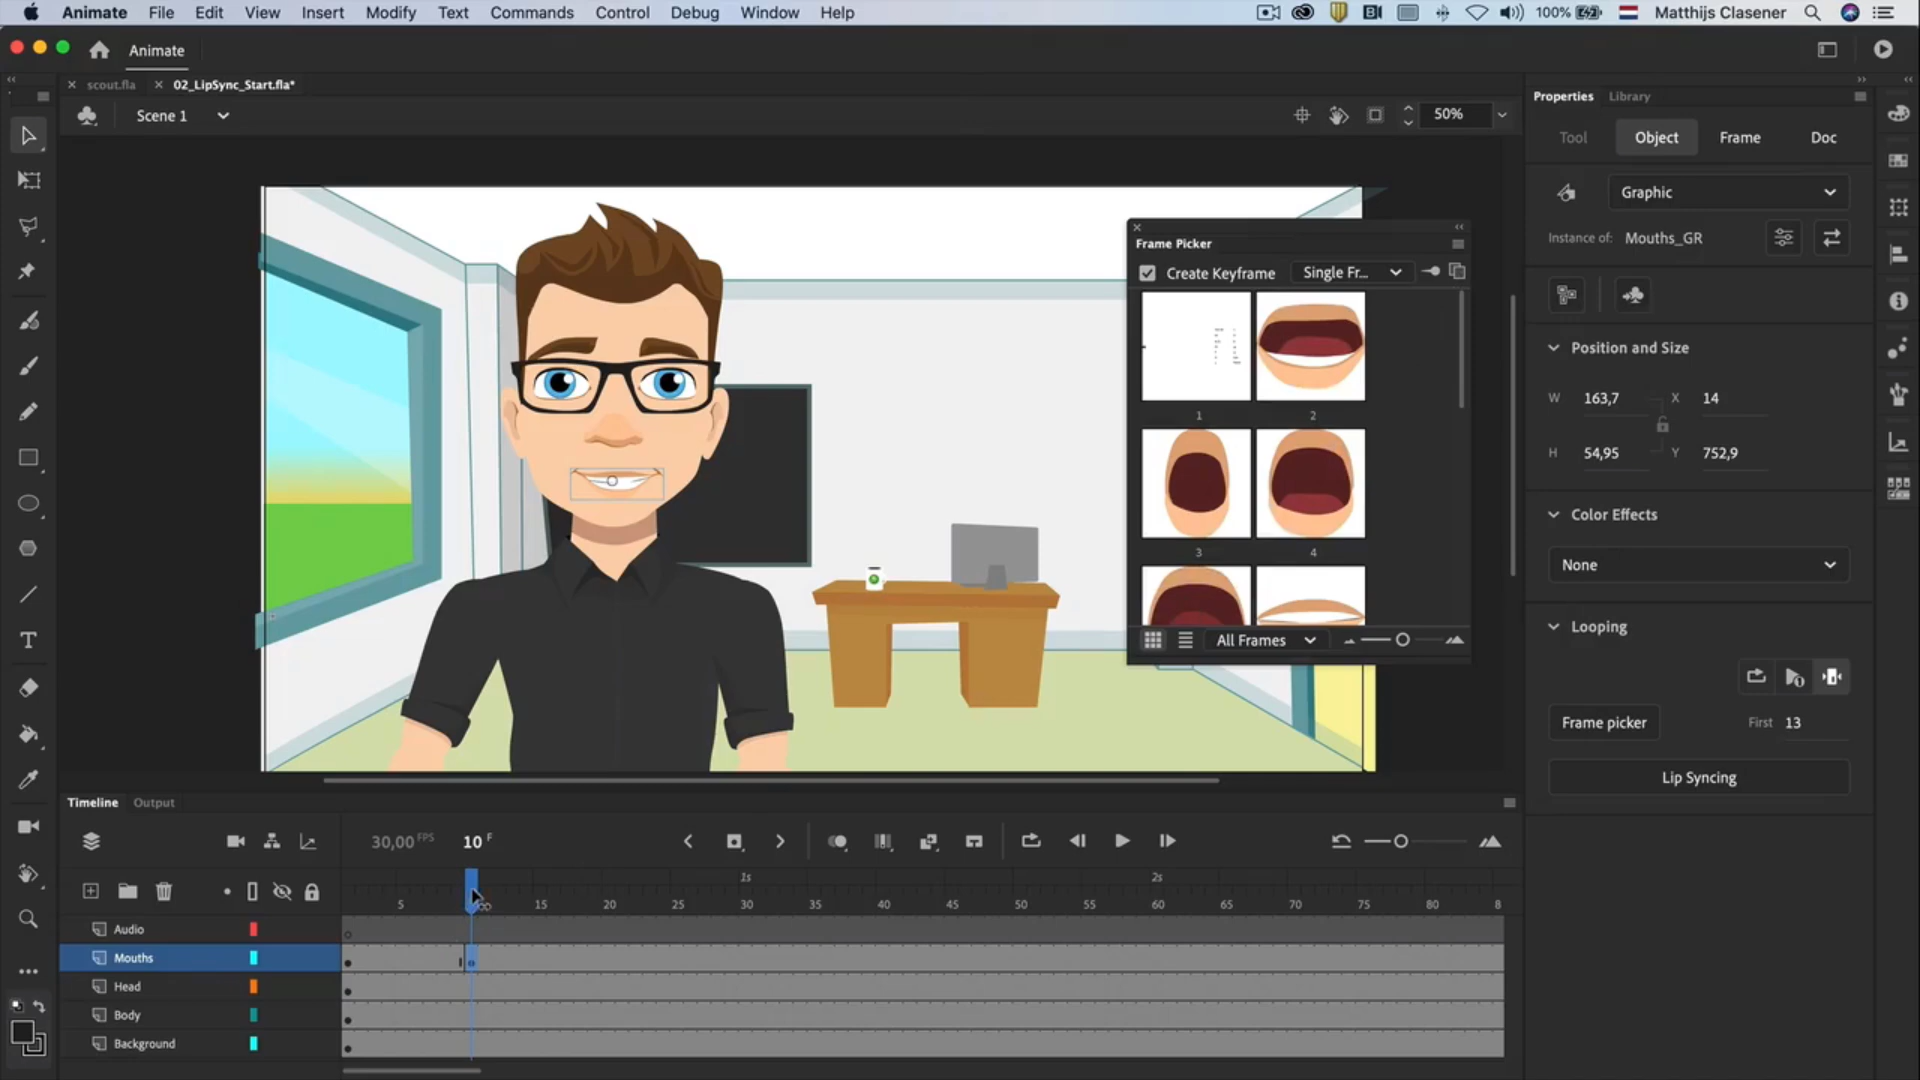 Animate File Edit View Insert Modify Text Commands Control Debug Window Help 100% Matthijs Clasener
Animate
scout.fla 02_LipSync_Start.fla*
Scene 1 50%
Properties Library
Tool Object Frame Doc
Graphic
Instance of: Mouths_GR
Position and Size
W 163,7 X 14
H 54,95 Y 752,9
Color Effects
None
Looping
Frame picker First 13
Lip Syncing
Frame Picker
Create Keyframe Single Fr...
1 2
3 4
All Frames
Timeline Output
30,00 FPS 10 F
1s 2s
5 15 20 25 30 35 40 45 50 55 60 65 70 75 80 8
Audio
Mouths
Head
Body
Background